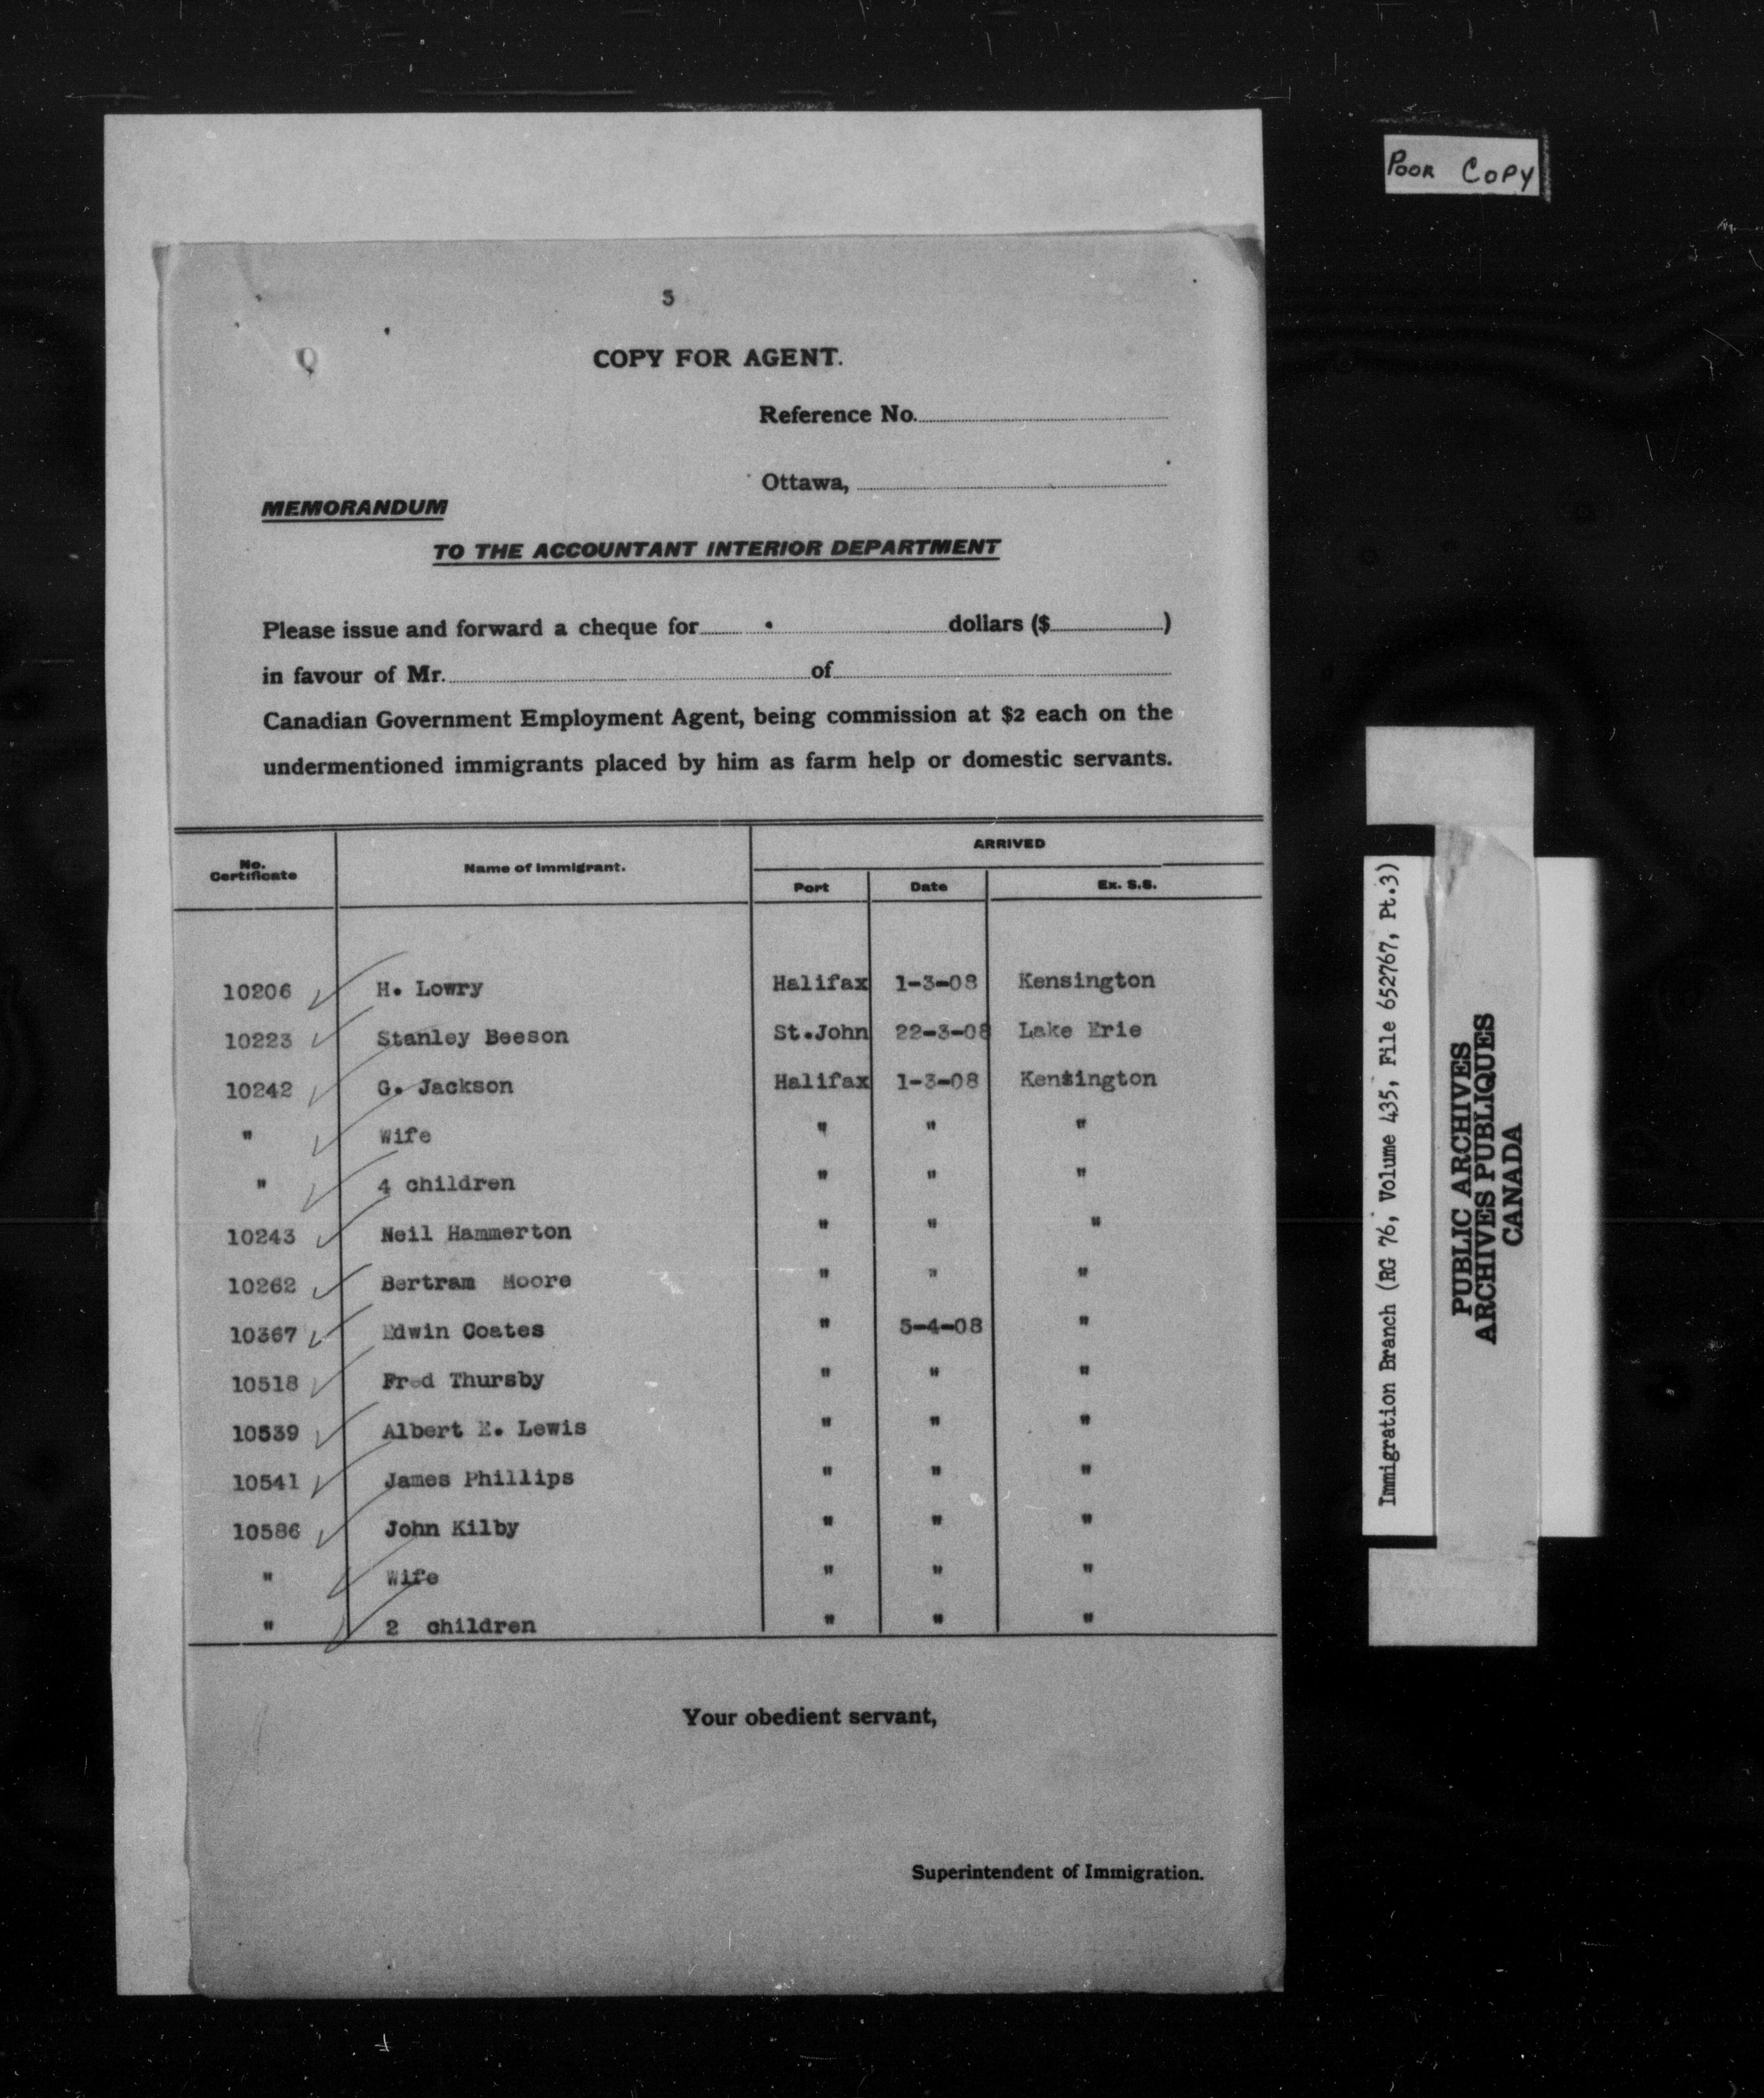 POOR COPY
3
COPY FOR AGENT.
Reference No.
Ottawa,
MEMORANDUM
TO THE ACCOUNTANT INTERIOR DEPARTMENT
Please issue and forward a cheque for dollars ($ )
in favour of Mr. of
Canadian Government Employment Agent, being commission at $2 each on the
undermentioned immigrants placed by him as farm help or domestic servants.
No. Certificate Name of Immigrant. ARRIVED
Port Date Ex. S.S.
10206 H. Lowry Halifax 1-3-08 Kensington
10223 Stanley Beeson St.John 22-3-08 Lake Erie
10242 G. Jackson Halifax 1-3-08 Kensington
" Wife " " "
" 4 children " " "
10243 Neil Hammerton " " "
10262 Bertram Moore " " "
10367 Edwin Coates " 5-4-08 "
10518 Fred Thursby " " "
10539 Albert E. Lewis " " "
10541 James Phillips " " "
10586 John Kilby " " "
" Wife " " "
" 2 children " " "
Your obedient servant,
Superintendent of Immigration.
Immigration Branch (RG 76, Volume 435, File 652767, Pt.3)
PUBLIC ARCHIVES
ARCHIVES PUBLIQUES
CANADA